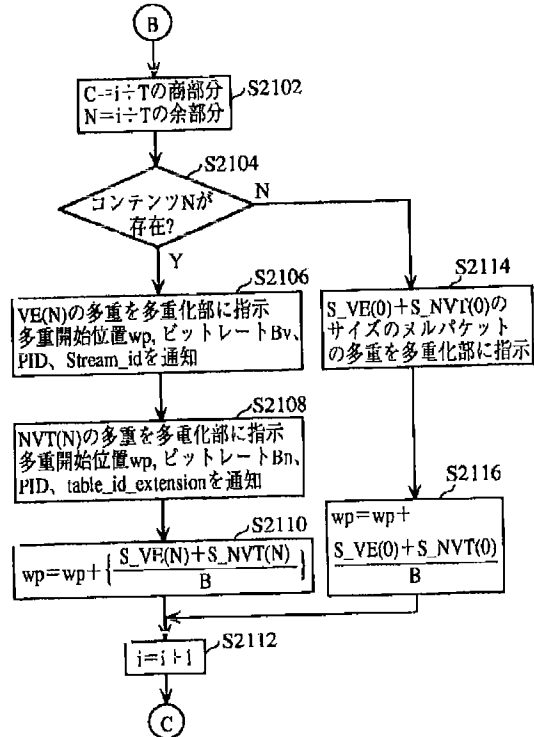 B
C=i÷Tの商部分
N=i÷Tの余部分
S2102
S2104
コンテンツNが
存在?
N
Y
S2106
VE(N)の多重を多重化部に指示
多重開始位置wp, ビットレートBv、
PID、Stream_idを通知
S2108
NVT(N)の多重を多重化部に指示
多重開始位置wp, ビットレートBn、
PID、table_id_extensionを通知
S2110
wp=wp+{S_VE(N)+S_NVT(N)
B}
S2114
S_VE(0)+S_NVT(0)の
サイズのヌルパケット
の多重を多重化部に指示
S2116
wp=wp+
S_VE(0)+S_NVT(0)
B
S2112
i=i+1
C